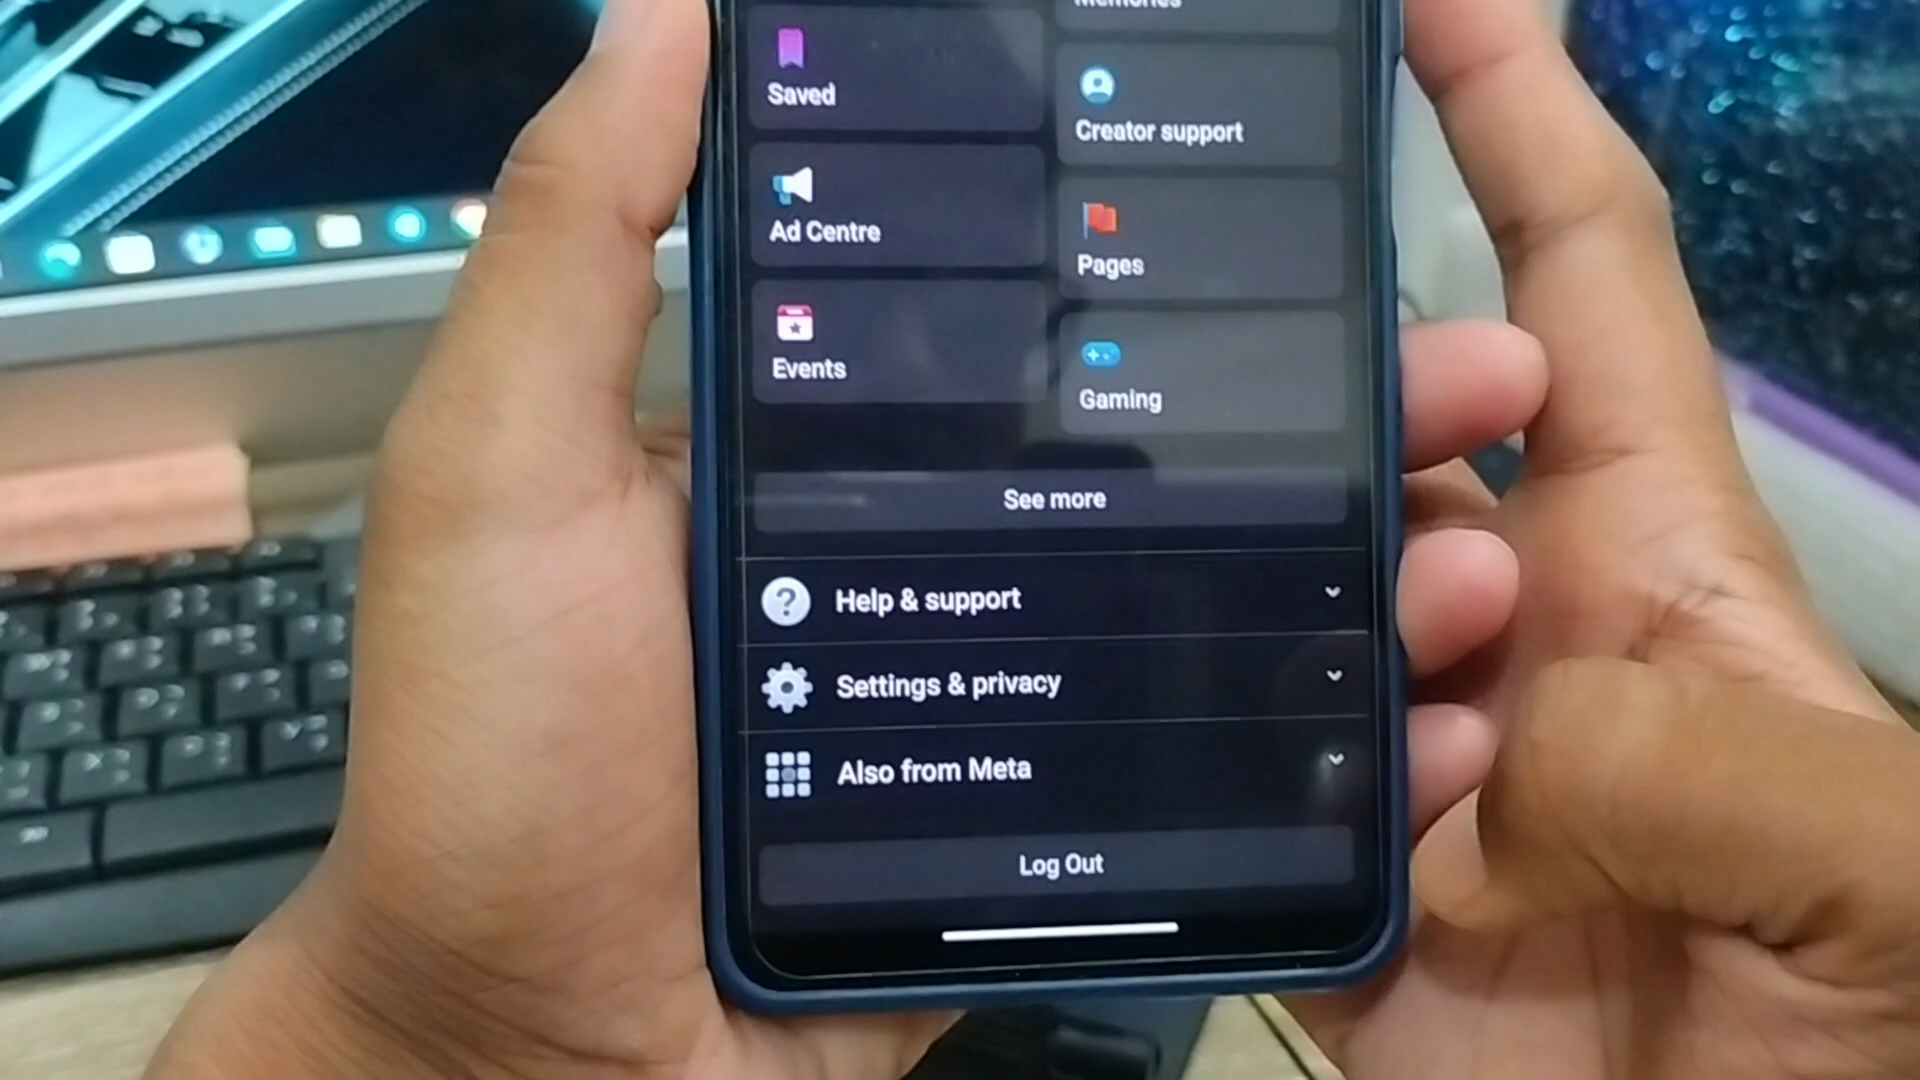 Memories
Saved
Creator support
Ad Centre
Pages
Events
Gaming
See more
Help & support
Settings & privacy
Also from Meta
Log Out